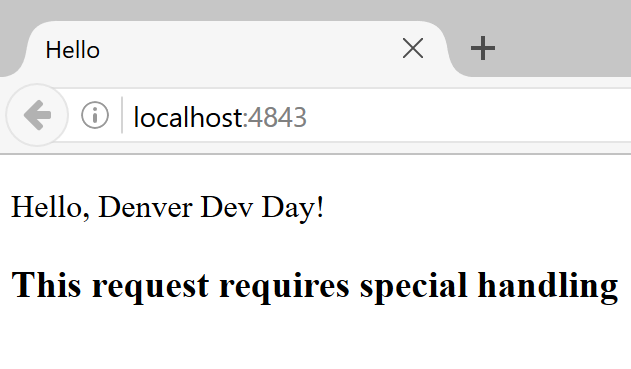 Hello
localhost:4843
Hello, Denver Dev Day!
This request requires special handling